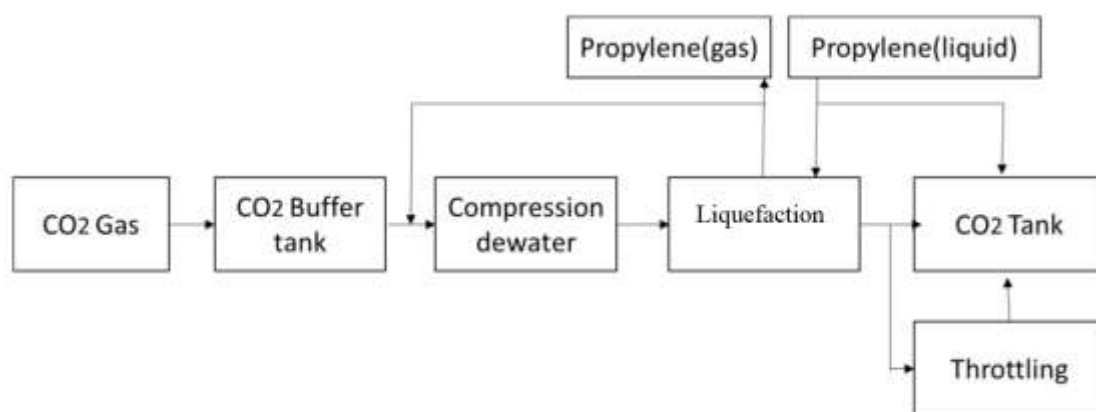 Propylene(gas)
Propylene(liquid)
CO2 Gas
CO2 Buffer
tank
Compression
dewater
Liquefaction
CO2 Tank
Throttling